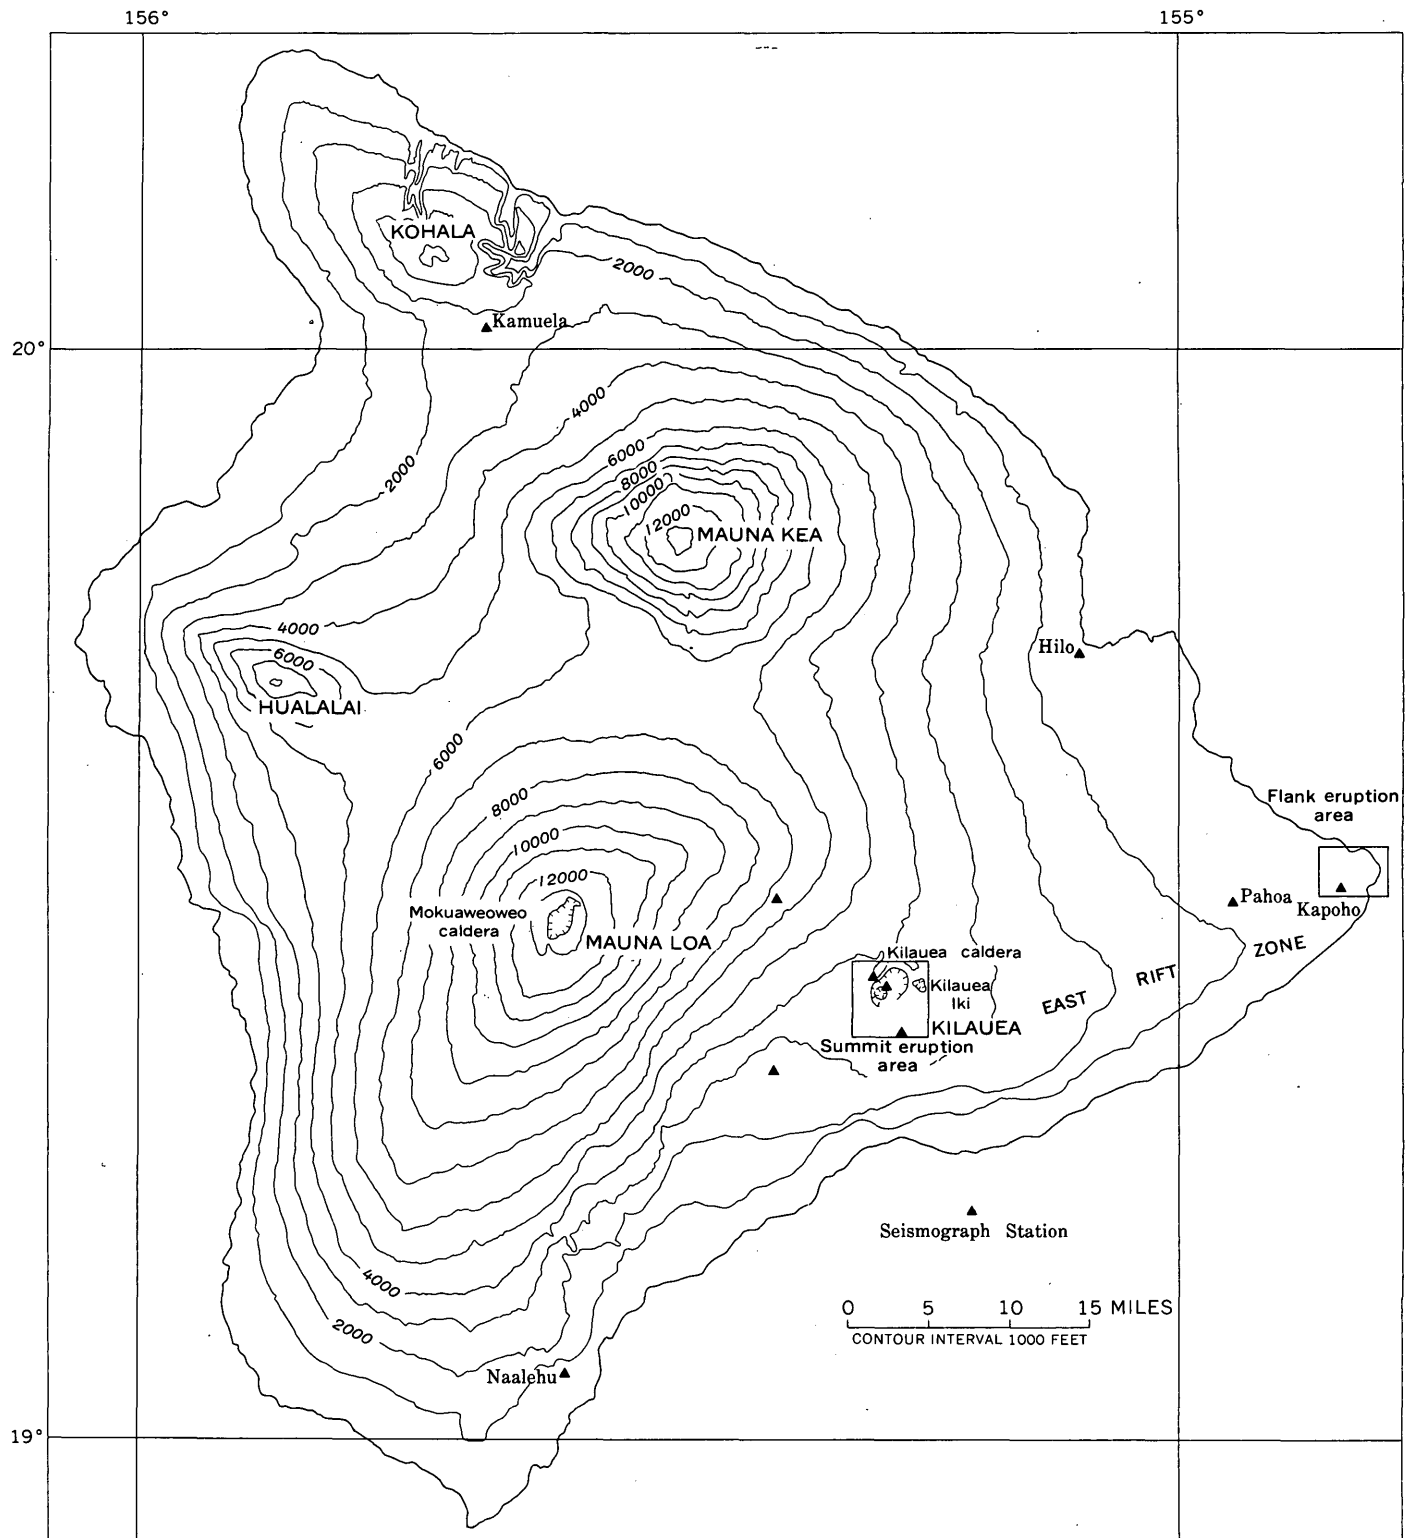 156°
155°
KOHALA
2000
Kamuela
20°
4000
6000
2000
8000
10000
12000
MAUNA KEA
4000
Hilo
6000
HUALALAI
6000
Flank eruption
area
8000
10000
12000
Pahoa
Kapoho
Mokuaweoweo
caldera
MAUNA LOA
ZONE
Kilauea caldera
RIFT
Kilauea
Iki
EAST
KILAUEA
Summit eruption
area
Seismograph Station
4000
0 5 10 15 MILES
2000
CONTOUR INTERVAL 1000 FEET
Naalehu
19°